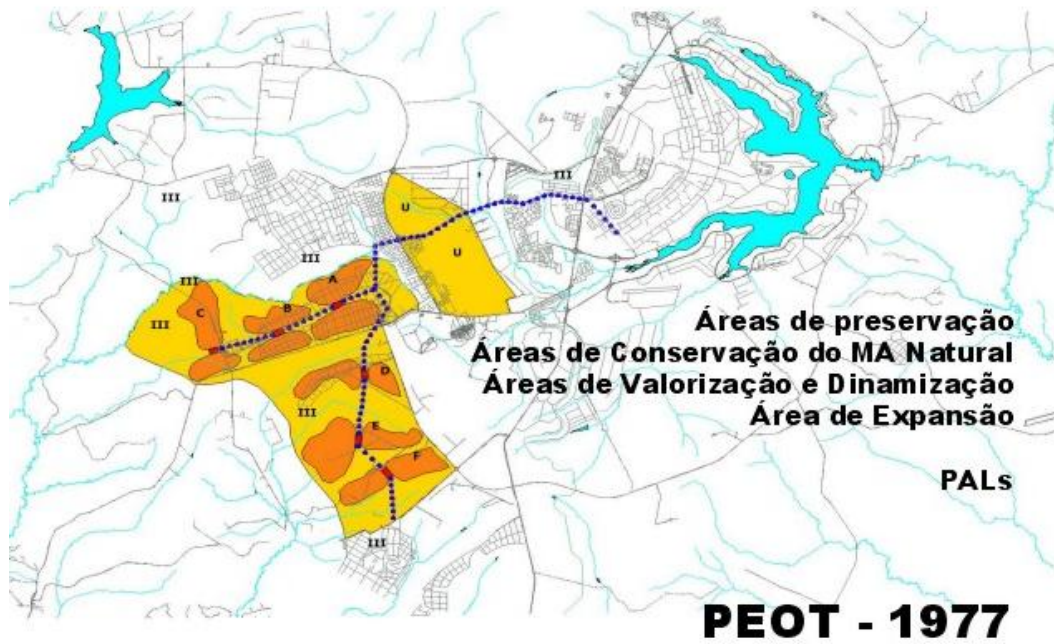 III
U
III
U
III
A
III
B
C
III
Áreas de preservação
Áreas de Conservação do MA Natural
Áreas de Valorização e Dinamização
Área de Expansão
D
III
E
F
PALs
III
PEOT - 1977